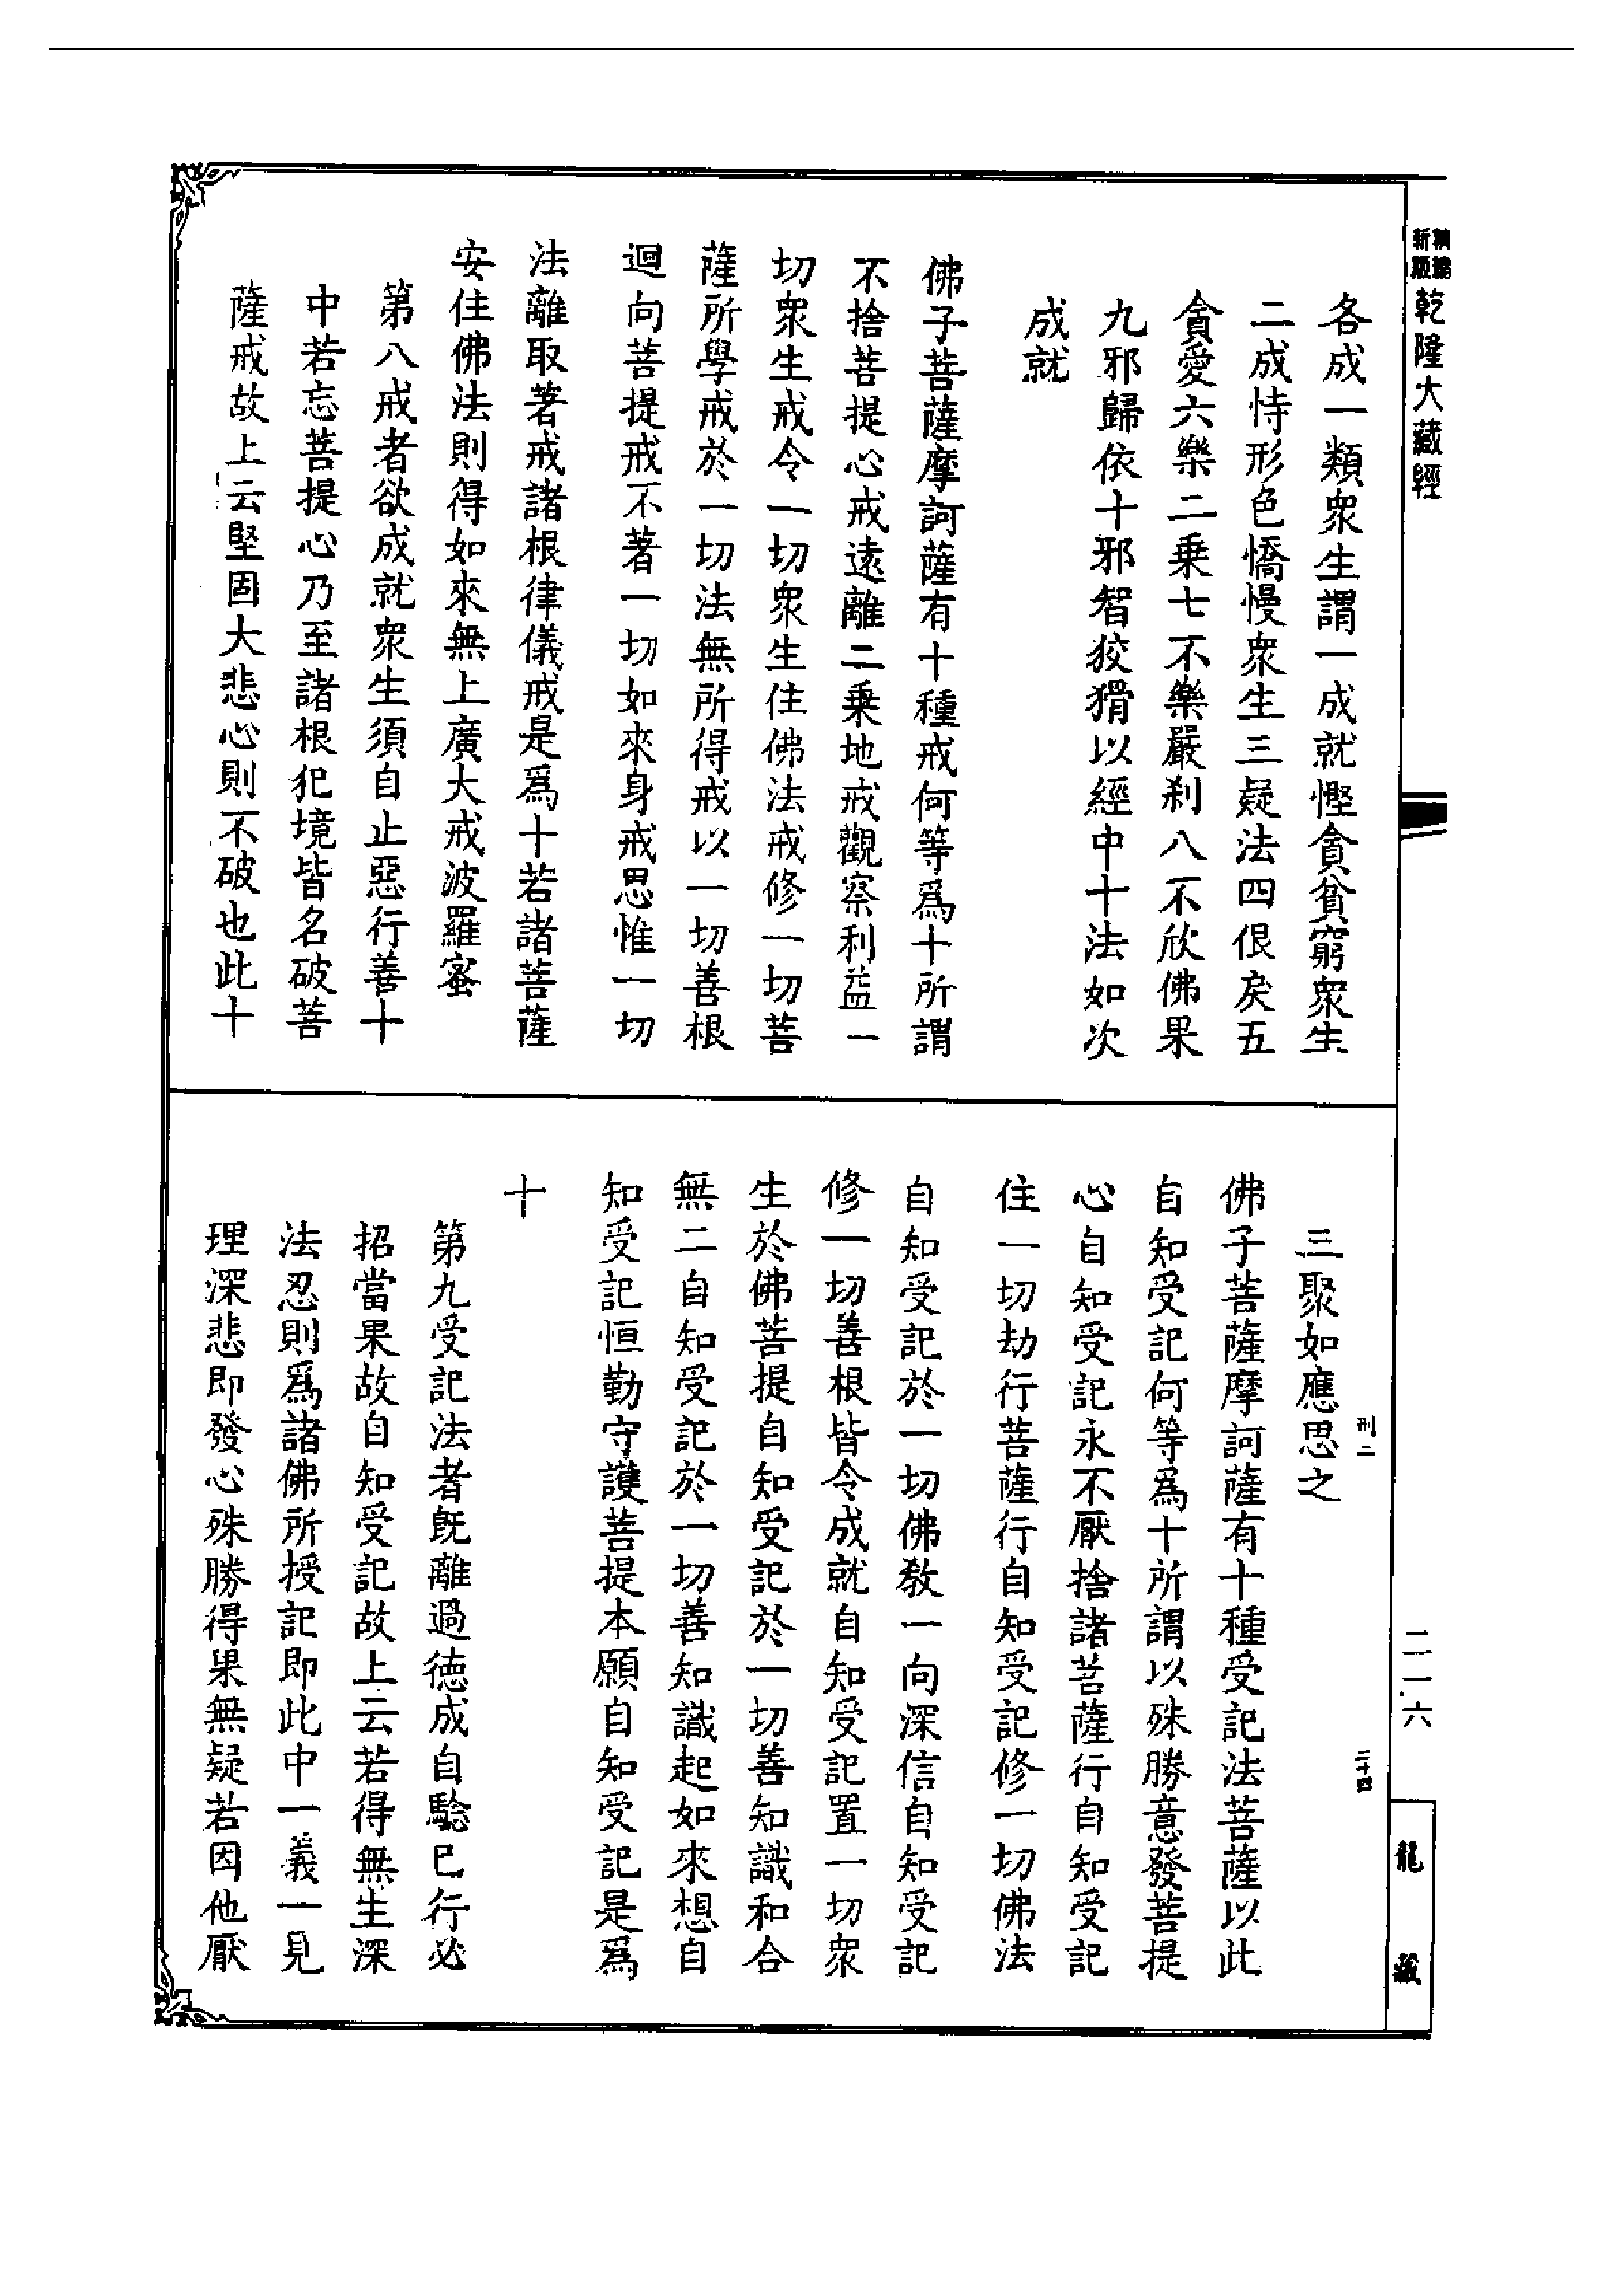 精編
新版
乾隆大藏經
各成一類衆生謂一成就慳貪貧窮衆生
二成恃形色憍慢衆生三疑法四佷戾五
貪愛六樂二乗七不樂嚴刹八不欣佛果
九邪歸依十邪智狡猾以經中十法如次
成就
佛子菩薩摩訶薩有十種戒何等爲十所謂
不捨菩提心戒遠離二乗地戒觀察利益一
切衆生戒令一切衆生住佛法戒修一切菩
薩所學戒於一切法無所得戒以一切善根
迴向菩提戒不著一切如來身戒思惟一切
法離取著戒諸根律儀戒是爲十若諸菩薩
安住佛法則得如來無上廣大戒波羅蜜
第八戒者欲成就衆生須自止惡行善十
中若忘菩提心乃至諸根犯境皆名破菩
薩戒故上云堅固大悲心則不破也此十
三聚如應思之
佛子菩薩摩訶薩有十種受記法菩薩以此
自知受記何等爲十所謂以殊勝意發菩提
心自知受記永不厭捨諸菩薩行自知受記
住一切劫行菩薩行自知受記修一切佛法
自知受記於一切佛教一向深信自知受記
修一切善根皆令成就自知受記置一切衆
生於佛菩提自知受記於一切善知識和合
無二自知受記於一切善知識起如來想自
知受記恒勤守護菩提本願自知受記是爲
十
第九受記法者旣離過德成自驗已行必
招當果故自知受記故上云若得無生深
法忍則爲諸佛所授記即此中一義一見
理深悲即發心殊勝得果無疑若因他厭
刑二
二十四
二一六
龍藏